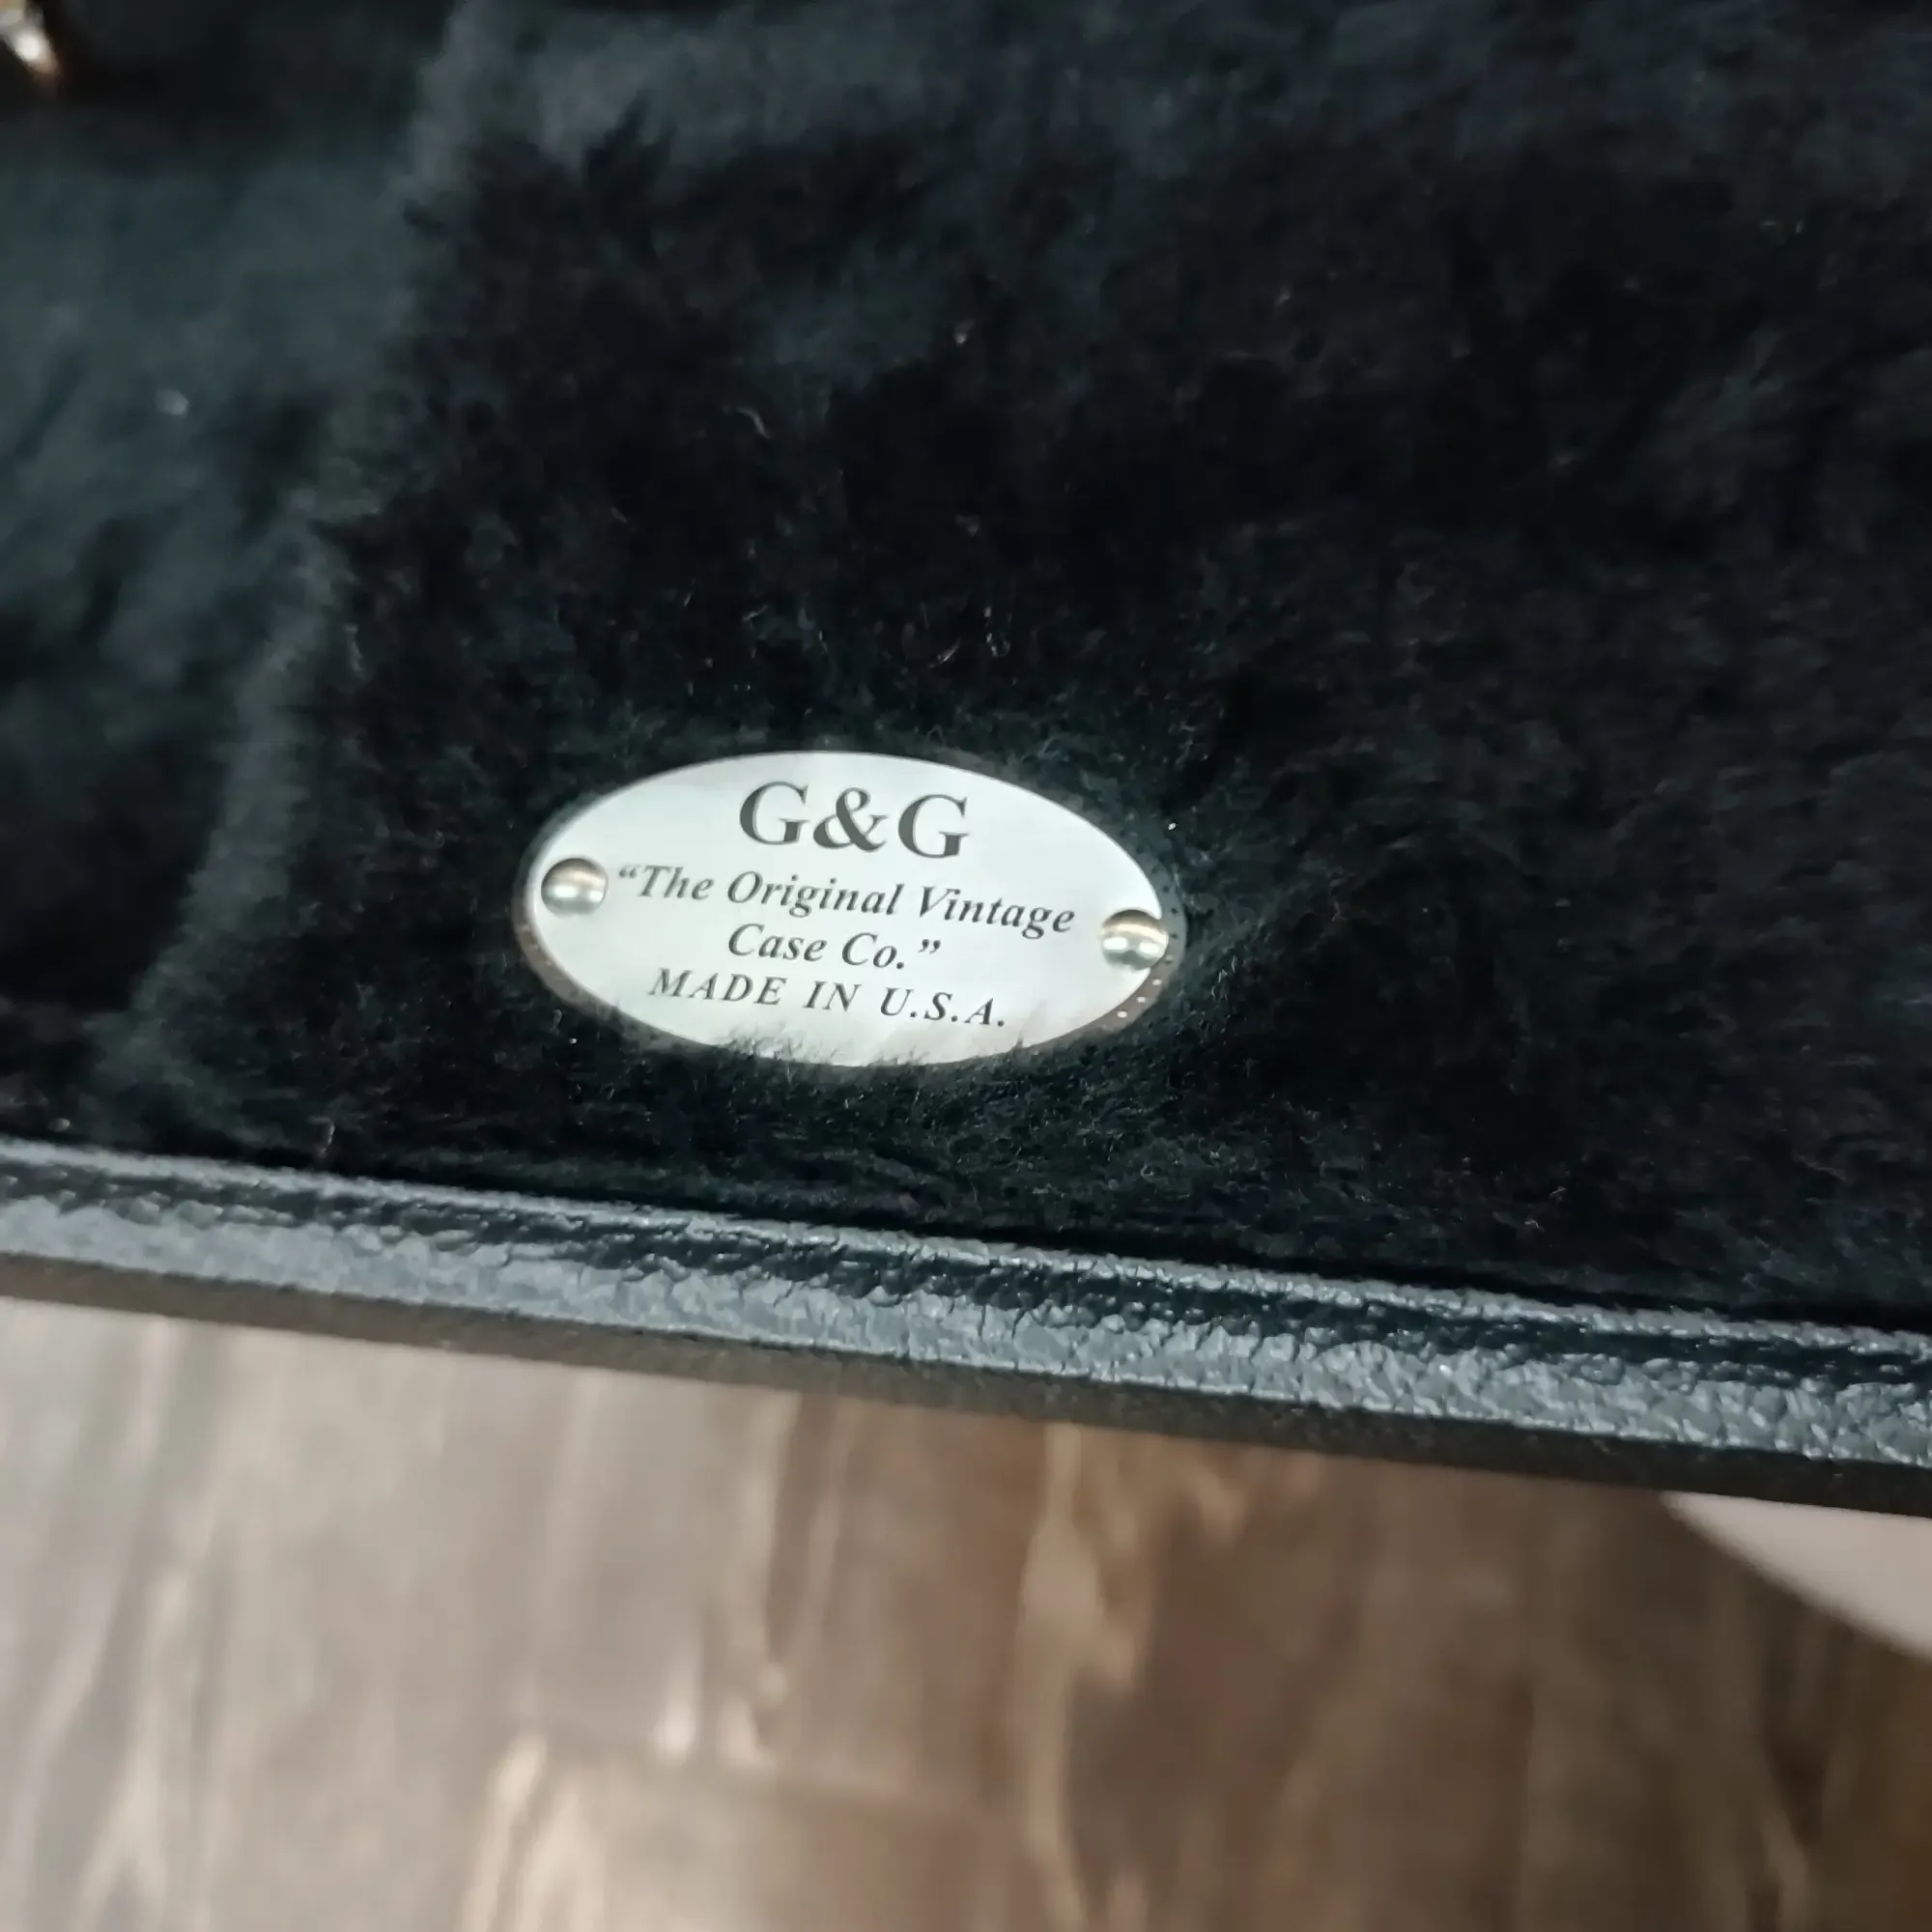 G&G
“The Original Vintage
Case Co.”
MADE IN U.S.A.